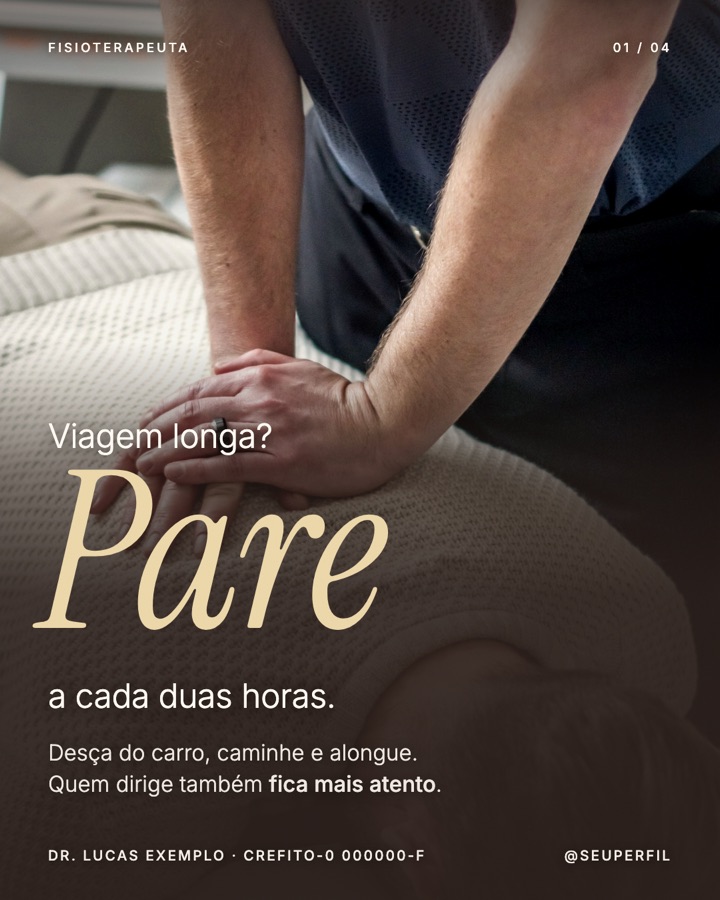 FISIOTERAPEUTA
01 / 04
Viagem longa?
Pare
a cada duas horas.
Desça do carro, caminhe e alongue.
Quem dirige também fica mais atento.
DR. LUCAS EXEMPLO · CREFITO-0 000000-F
@SEUPERFIL